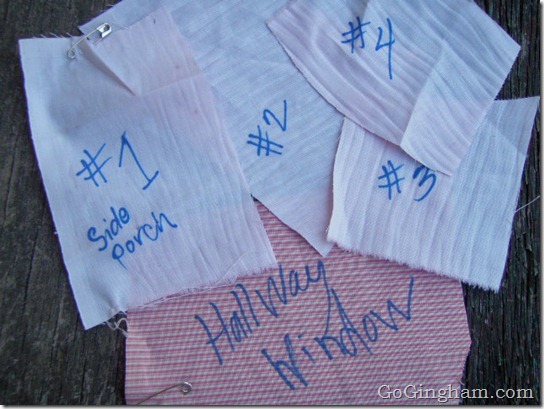 #1
Side
porch
#2
#4
#3
Hallway
Window
GoGingham.com